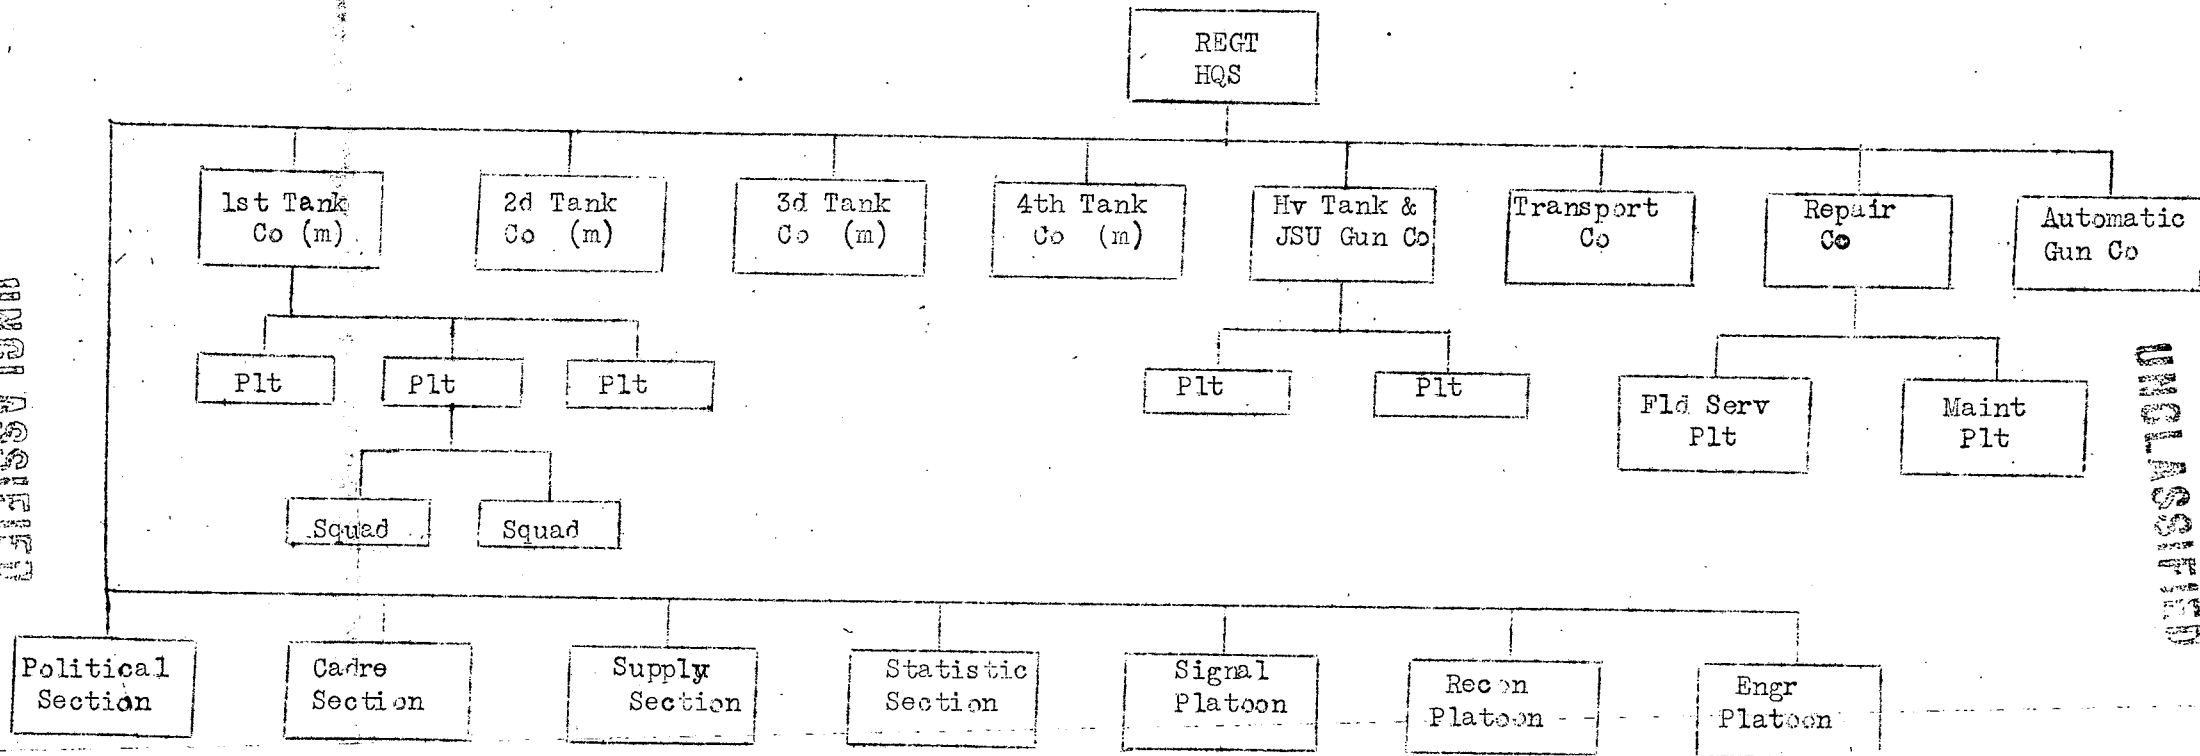 REGT
HQS
1st Tank
Co (m)
2d Tank
Co (m)
3d Tank
Co (m)
4th Tank
Co (m)
Hv Tank &
JSU Gun Co
Transport
Co
Repair
Co
Automatic
Gun Co
Plt
Plt
Plt
Plt
Plt
Fld Serv
Plt
Maint
Plt
Squad
Squad
Political
Section
Cadre
Section
Supply
Section
Statistic
Section
Signal
Platoon
Recon
Platoon
Engr
Platoon
UNCLASSIFIED
UNCLASSIFIED